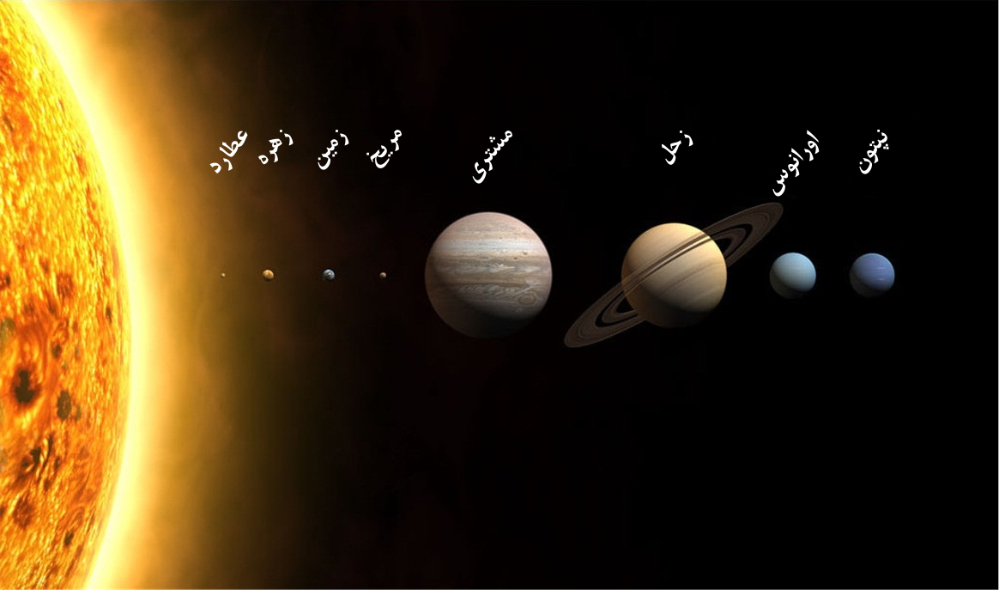 عطارد
زهره
زمین
مریخ
مشتری
زحل
اورانوس
نپتون